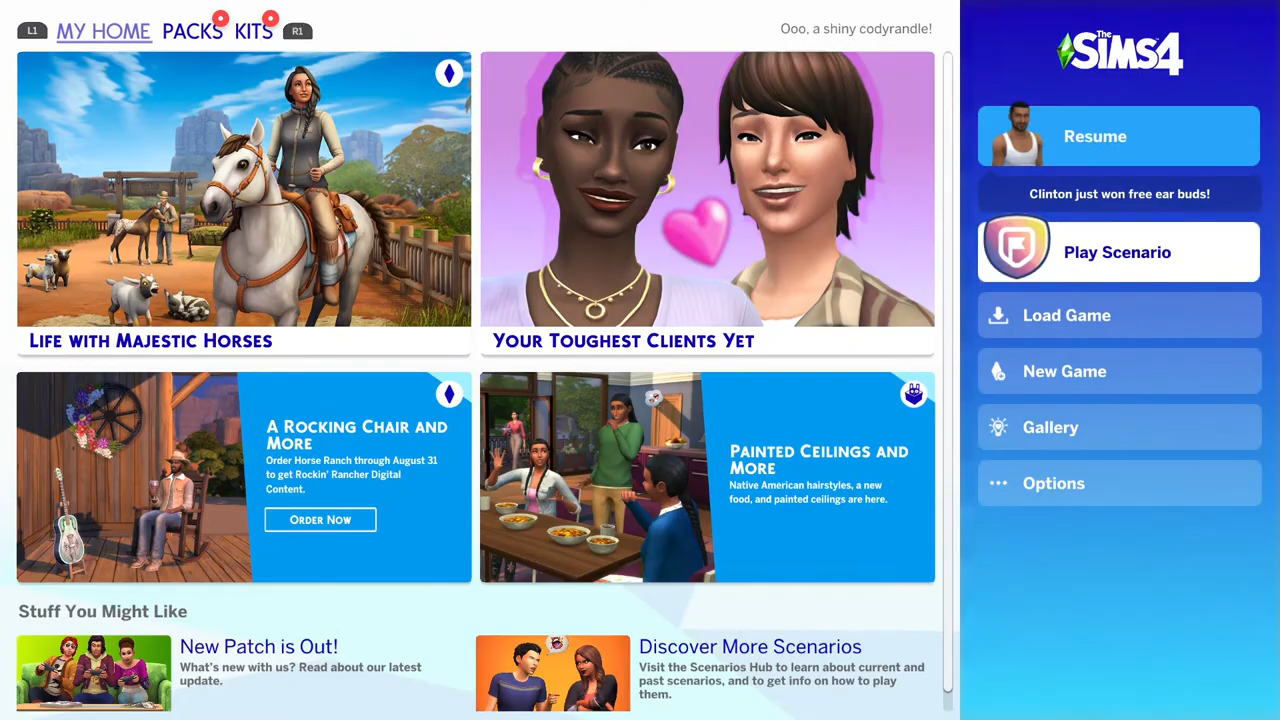 L1 MY HOME PACKS KITS R1
Ooo, a shiny codyrandle!
LIFE WITH MAJESTIC HORSES
YOUR TOUGHEST CLIENTS YET
A ROCKING CHAIR AND
MORE
Order Horse Ranch through August 31
to get Rockin' Rancher Digital
Content.
ORDER NOW
PAINTED CEILINGS AND
MORE
Native American hairstyles, a new
food, and painted ceilings are here.
Stuff You Might Like
New Patch is Out!
What's new with us? Read about our latest
update.
Discover More Scenarios
Visit the Scenarios Hub to learn about current and
past scenarios, and to get info on how to play
them.
The
SIMS 4
Resume
Clinton just won free ear buds!
Play Scenario
Load Game
New Game
Gallery
Options